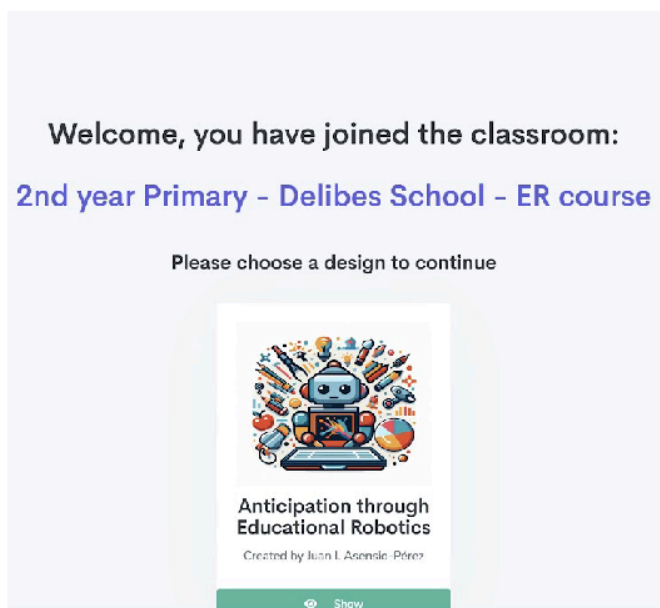 Welcome, you have joined the classroom:
2nd year Primary - Delibes School - ER course
Please choose a design to continue
Anticipation through
Educational Robotics
Created by Juan I. Asensio-Pérez
Show